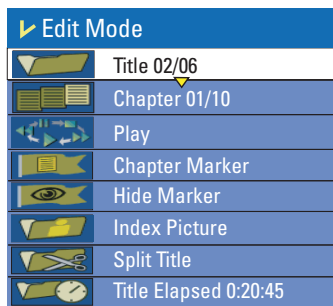 Edit Mode
Title 02/06
Chapter 01/10
Play
Chapter Marker
Hide Marker
Index Picture
Split Title
Title Elapsed 0:20:45